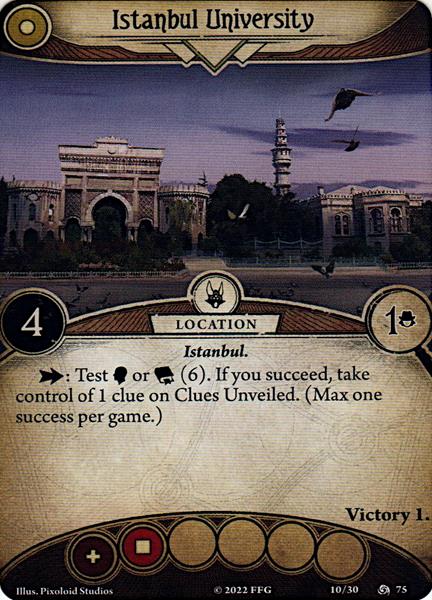 Istanbul University
4
LOCATION
1
Istanbul.
: Test or (6). If you succeed, take
control of 1 clue on Clues Unveiled. (Max one
success per game.)
Victory 1.
Illus. Pixoloid Studios © 2022 FFG 10/30 75